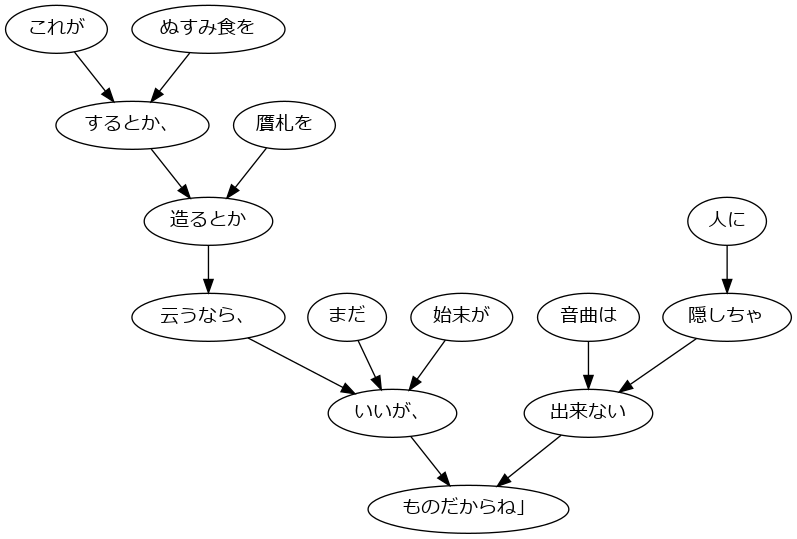 これが ぬすみ食を
するとか、 贋札を
造るとか 人に
云うなら、 まだ 始末が 音曲は 隠しちゃ
いいが、 出来ない
ものだからね」